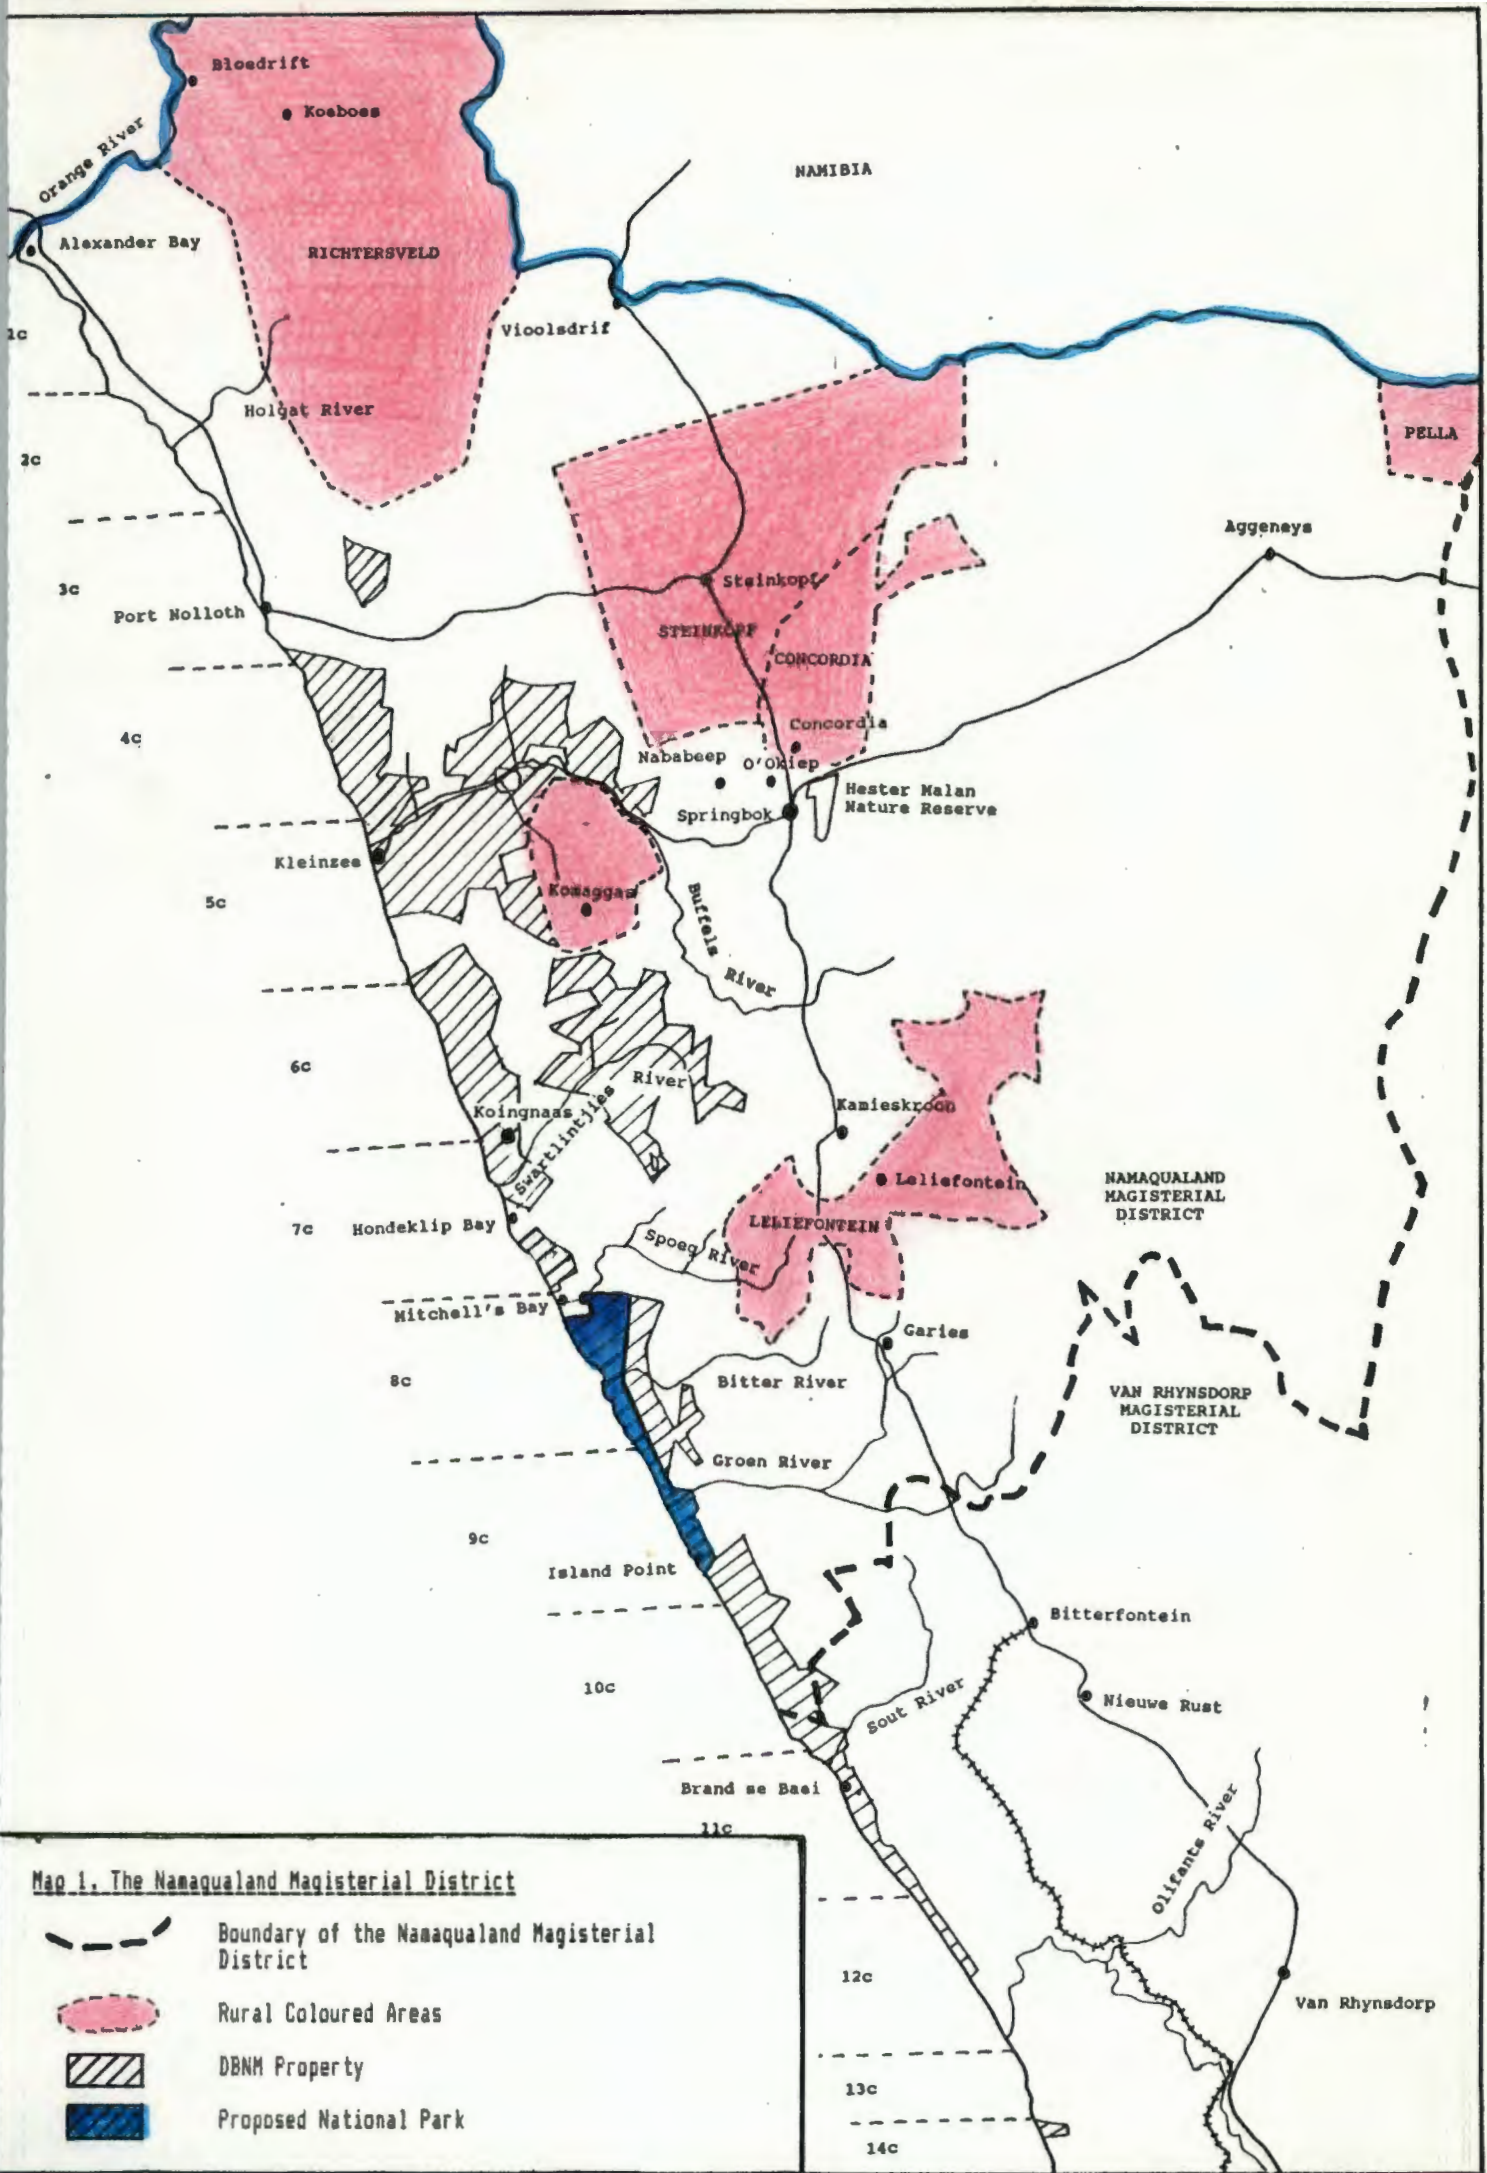 Bloedrift
Koeboes
Orange River
NAMIBIA
Alexander Bay
RICHTERSVELD
1c
Vioolsdrif
Holgat River
PELLA
2c
Aggeneys
Steinkopf
3c
Port Nolloth
STEINKOPF
CONCORDIA
Concordia
4c
Nababeep
O'Okiep
Hester Malan
Nature Reserve
Springbok
Kleinzee
Komaggas
5c
Buffels
River
6c
River
Swartlintjies
Koingnaas
Kamieskroon
Leliefontein
NAMAQUALAND
MAGISTERIAL
DISTRICT
7c
Hondeklip Bay
LELIEFONTEIN
Spoeg River
Mitchell's Bay
Garies
8c
Bitter River
VAN RHYNSDORP
MAGISTERIAL
DISTRICT
Groen River
9c
Island Point
Bitterfontein
10c
Sout River
Nieuwe Rust
Brand se Baai
11c
Olifants River
12c
Van Rhynsdorp
13c
14c
Map 1. The Namaqualand Magisterial District
Boundary of the Namaqualand Magisterial
District
Rural Coloured Areas
DBNM Property
Proposed National Park